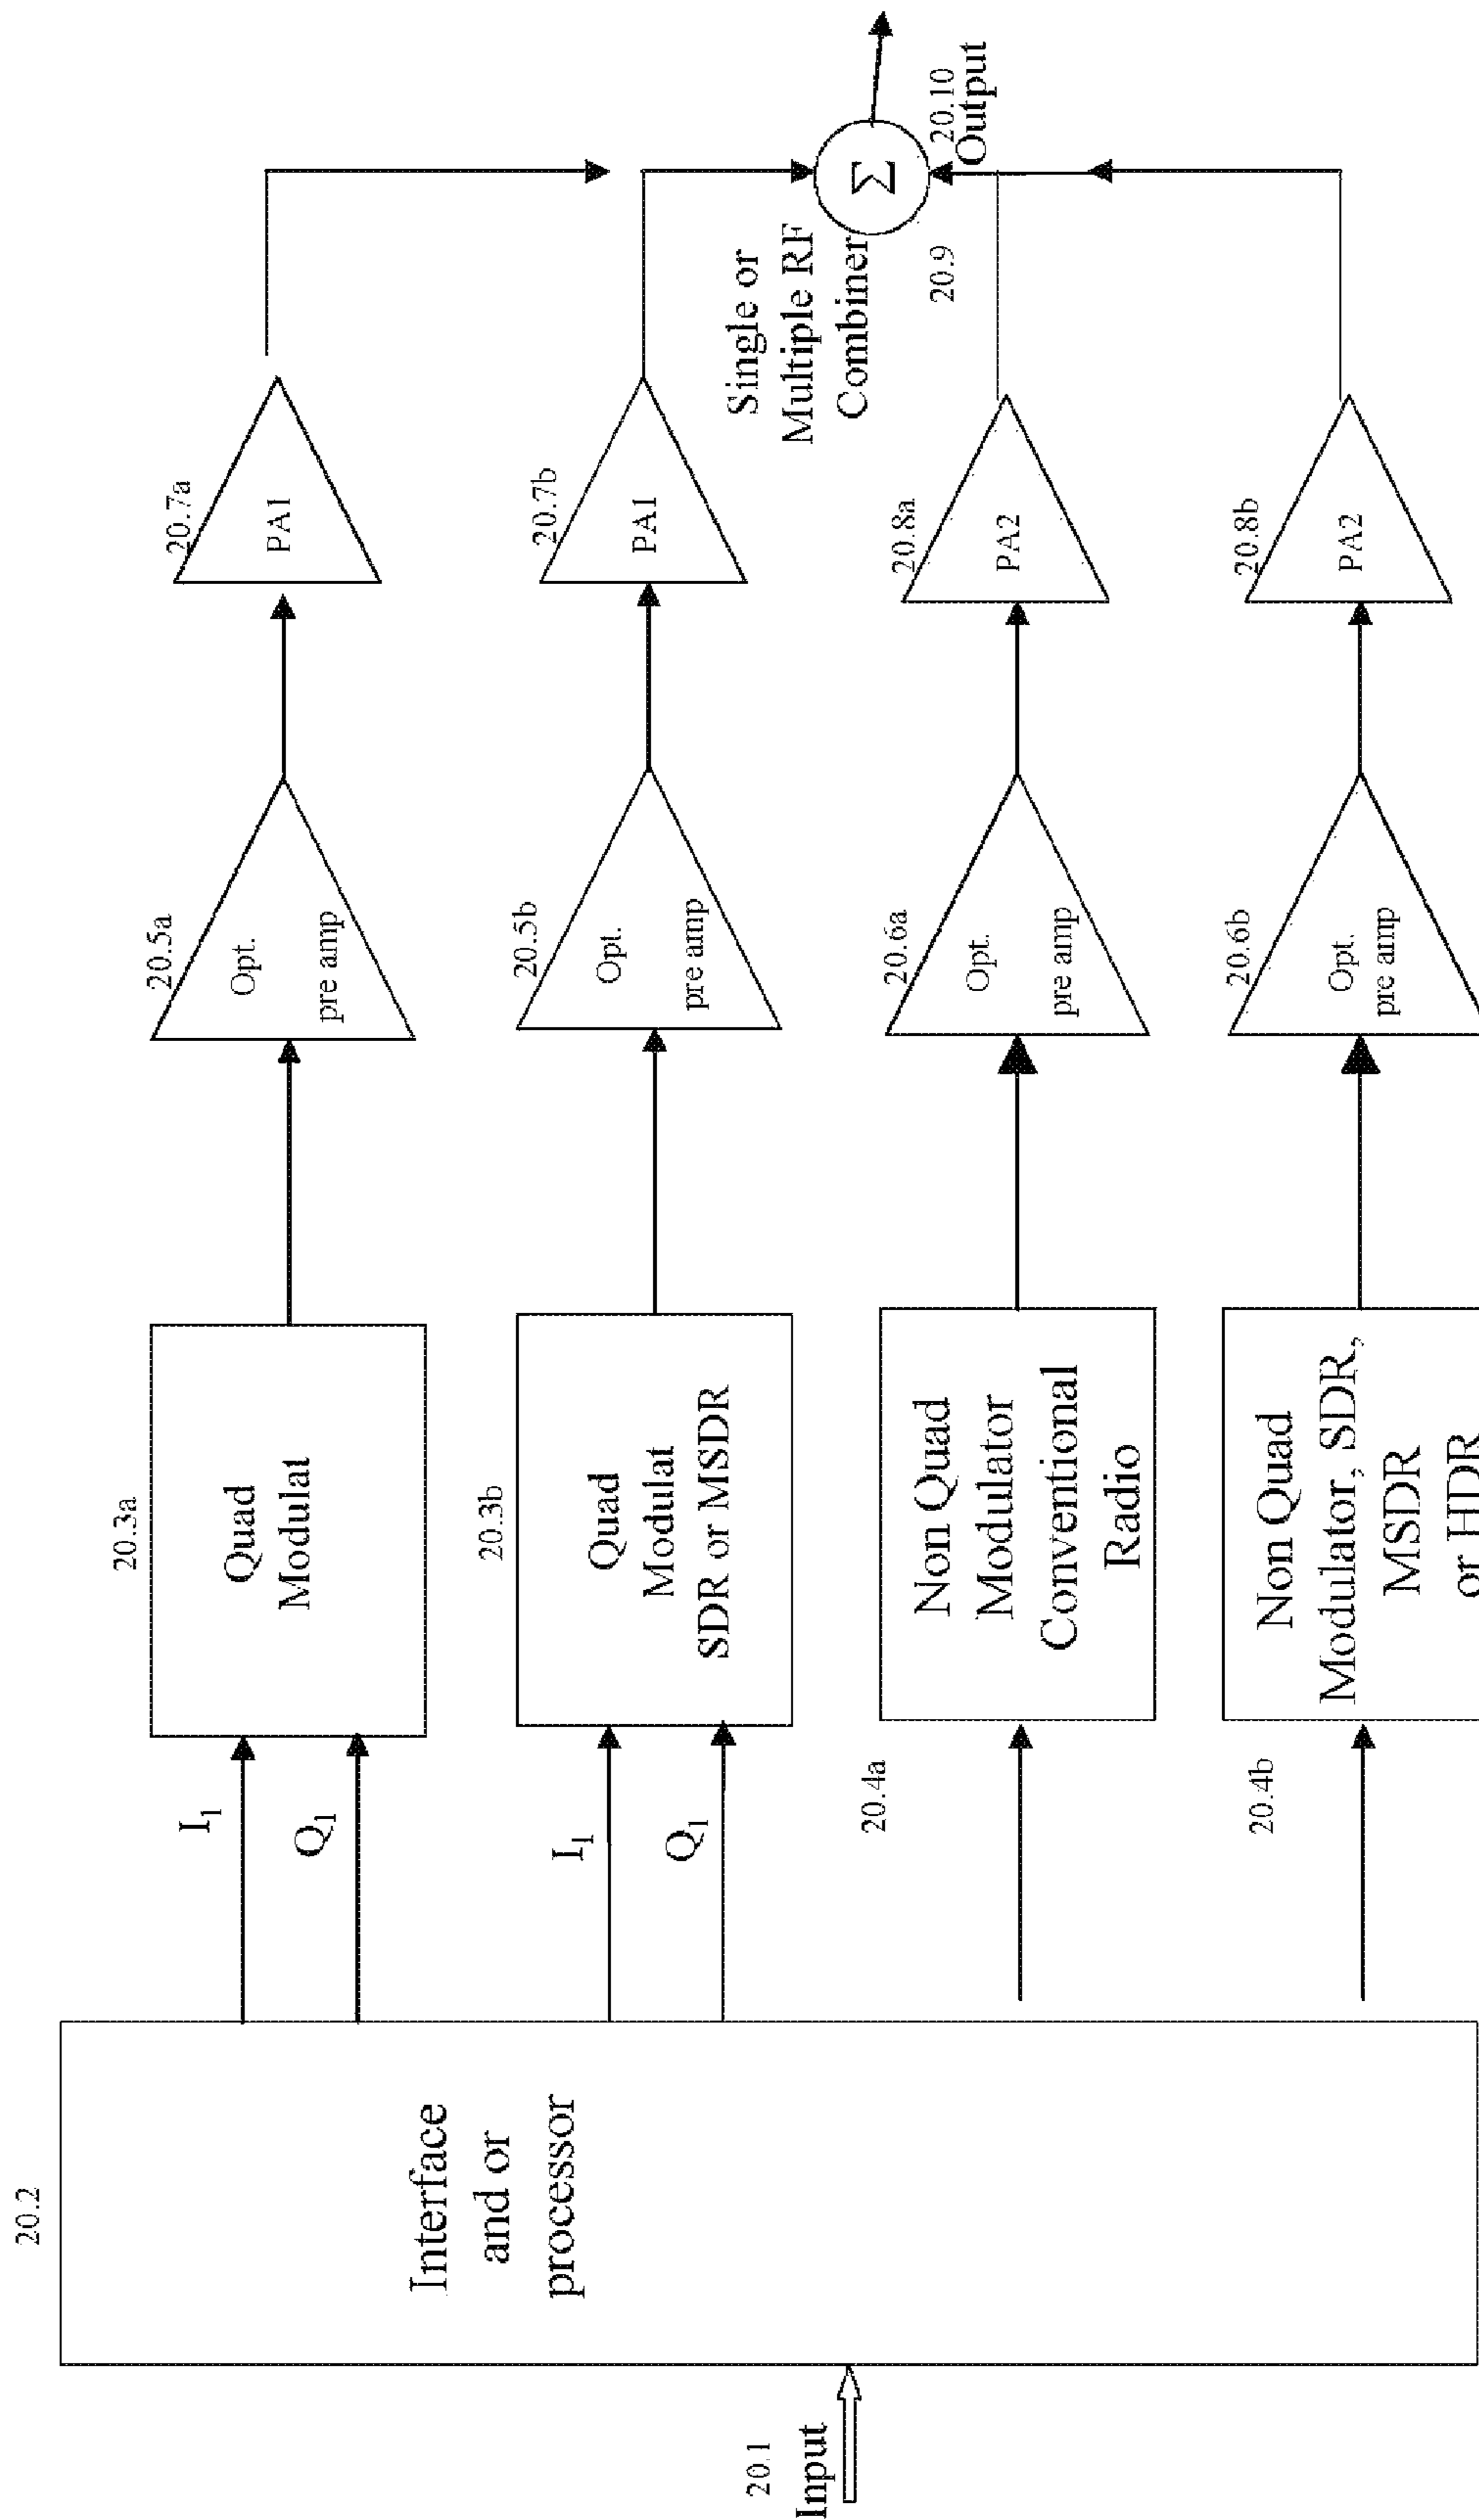 20.1
Input
20.2
Interface
and or
processor
I1
Q1
I1
Q1
20.3a
Quad
Modulat
20.3b
Quad
Modulat
SDR or MSDR
20.4a
Non Quad
Modulator
Conventional
Radio
20.4b
Non Quad
Modulator, SDR,
MSDR
or HDR
20.5a
Opt.
pre amp
20.5b
Opt.
pre amp
20.6a
Opt.
pre amp
20.6b
Opt.
pre amp
20.7a
PA1
20.7b
PA1
20.8a
PA2
20.8b
PA2
Single or
Multiple RF
Combiner
20.9
Σ
20.10
Output